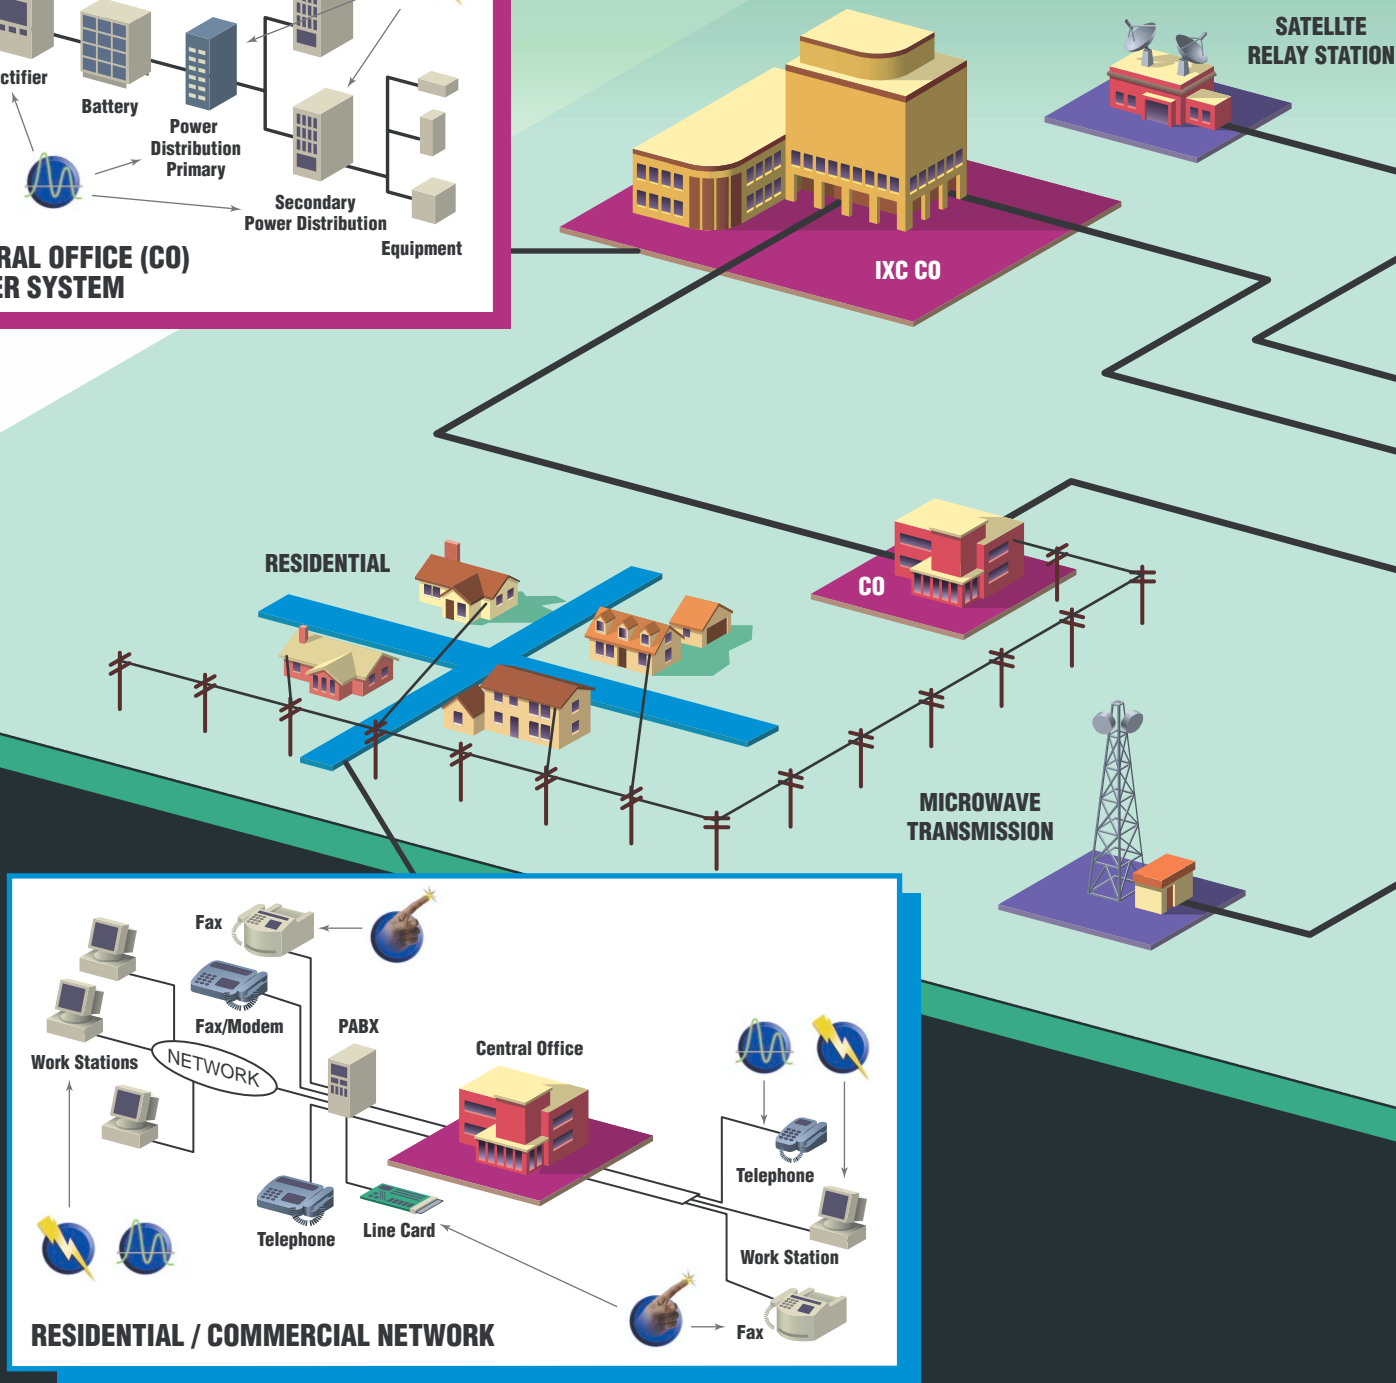 SATELLTE
RELAY STATION
ctifier
Battery
Power
Distribution
Primary
Secondary
Power Distribution
Equipment
RAL OFFICE (CO)
ER SYSTEM
IXC CO
RESIDENTIAL
CO
MICROWAVE
TRANSMISSION
Fax
Fax/Modem
PABX
Central Office
Work Stations
NETWORK
Telephone
Telephone
Line Card
Work Station
Fax
RESIDENTIAL / COMMERCIAL NETWORK